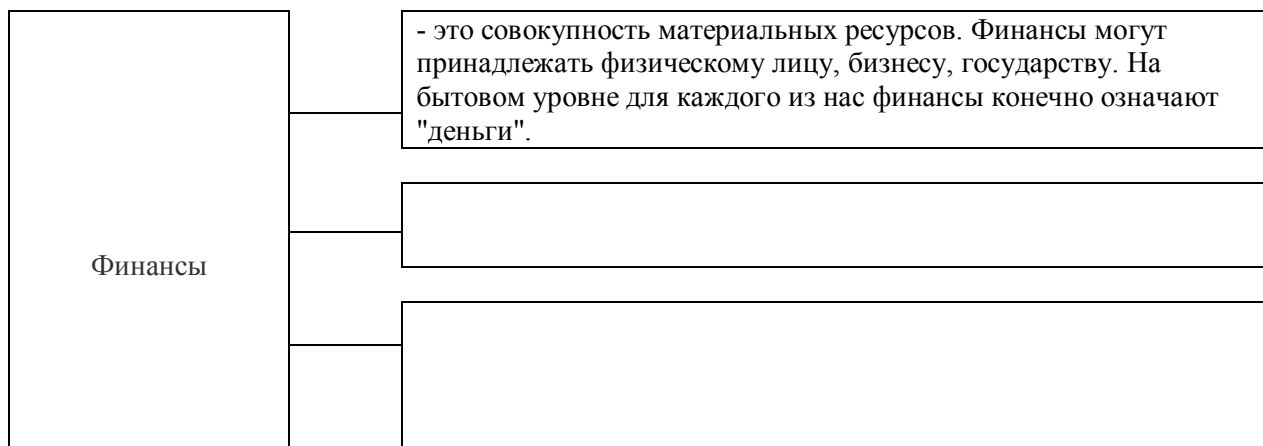 - это совокупность материальных ресурсов. Финансы могут
принадлежать физическому лицу, бизнесу, государству. На
бытовом уровне для каждого из нас финансы конечно означают
"деньги".
Финансы